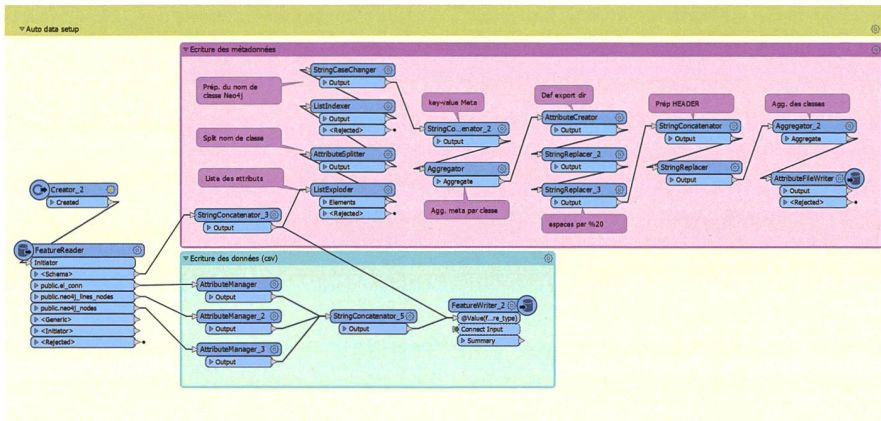 Auto data setup
Ecriture des métadonnées
Prép. du nom de
classe Neo4j
Split nom de classe
Liste des attributs
StringCaseChanger
Output
ListIndexer
Output
<Rejected>
AttributeSplitter
Output
ListExploder
Elements
<Rejected>
key-value Meta
StringCo...enator_2
Output
Aggregator
Aggregate
Agg. meta par classe
Def export dir
AttributeCreator
Output
StringReplacer_2
Output
StringReplacer_3
Output
espaces par %20
Prép HEADER
StringConcatenator
Output
StringReplacer
Output
Agg. des classes
Aggregator_2
Aggregate
AttributeFileWriter
Output
<Rejected>
Creator_2
Created
StringConcatenator_3
Output
FeatureReader
Initiator
<Schema>
public.el_conn
public.neo4j_lines_nodes
public.neo4j_nodes
<Generic>
<Initiator>
<Rejected>
Ecriture des données (csv)
AttributeManager
Output
AttributeManager_2
Output
AttributeManager_3
Output
StringConcatenator_5
Output
FeatureWriter_2
@Value(f...re_type)
Connect Input
Summary